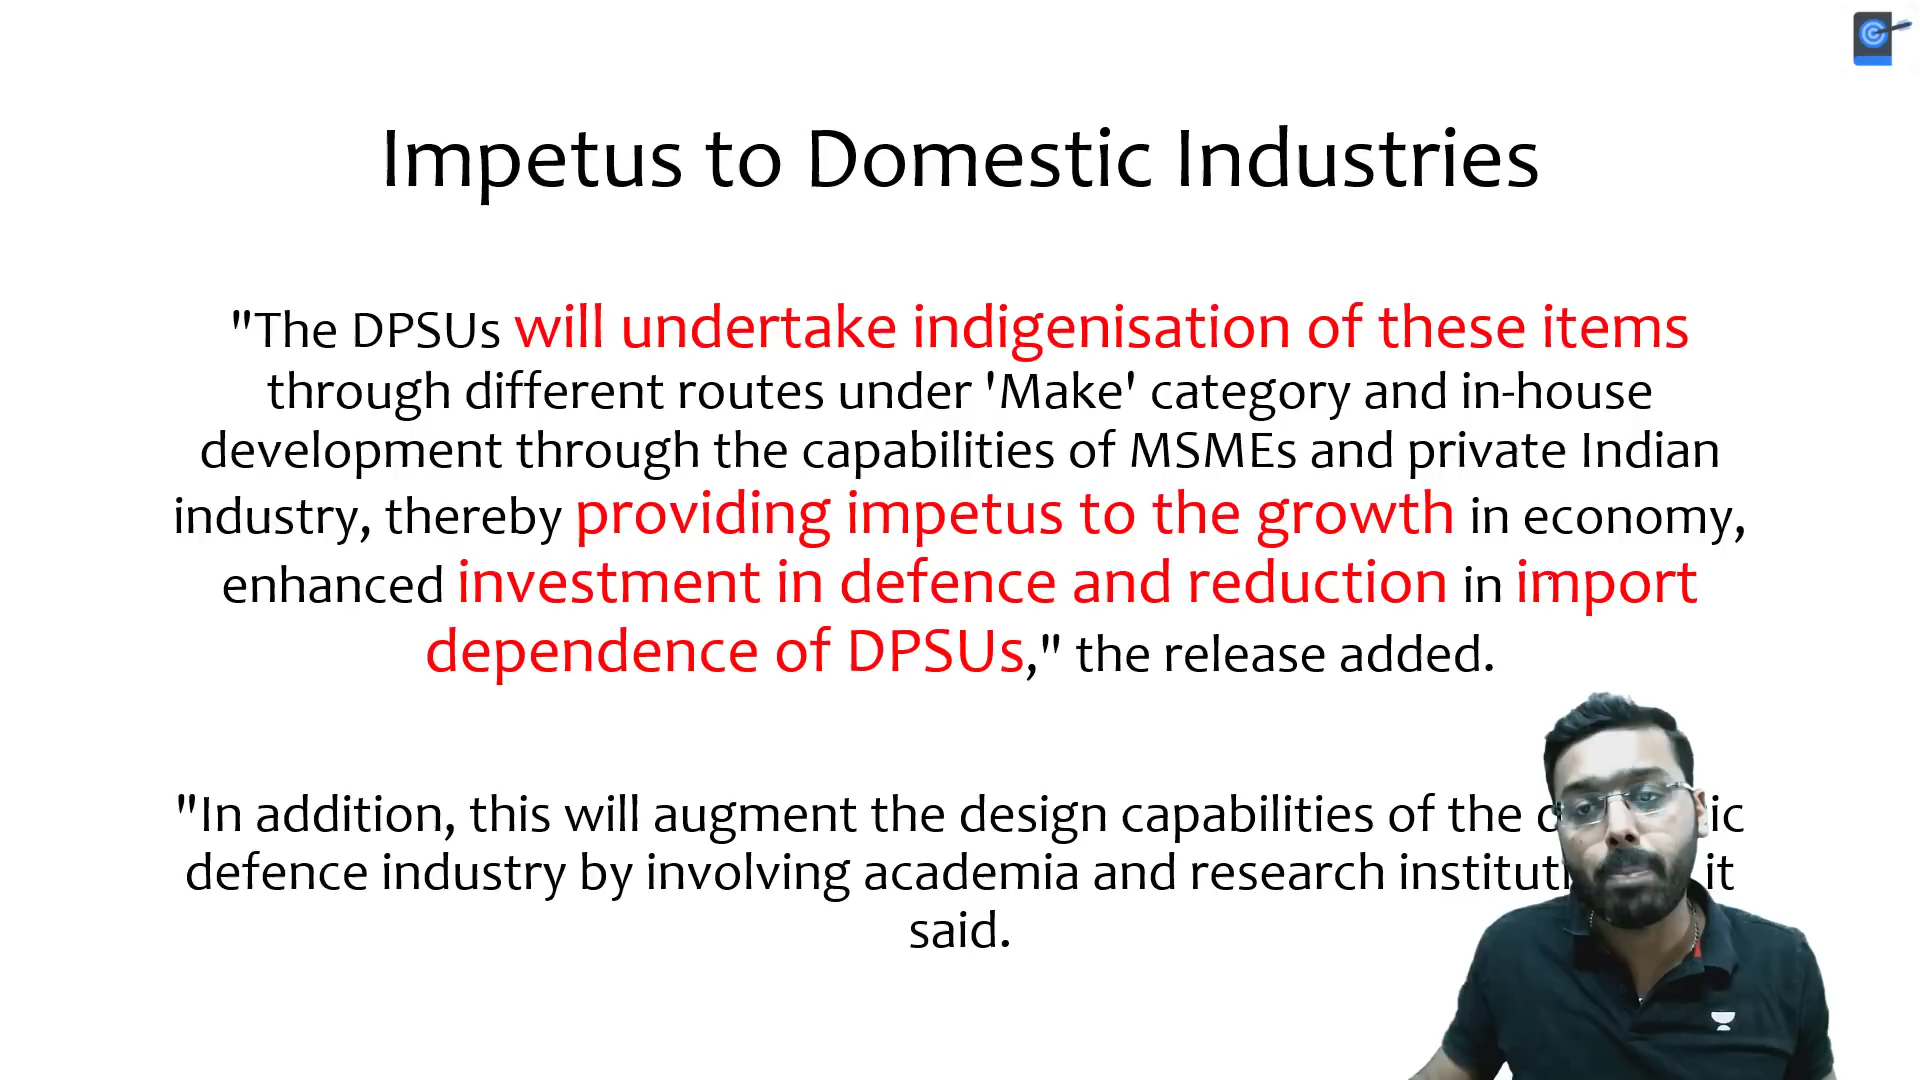 Impetus to Domestic Industries
"The DPSUs will undertake indigenisation of these items
through different routes under 'Make' category and in-house
development through the capabilities of MSMEs and private Indian
industry, thereby providing impetus to the growth in economy,
enhanced investment in defence and reduction in import
dependence of DPSUs," the release added.
"In addition, this will augment the design capabilities of the
defence industry by involving academia and research it
said.